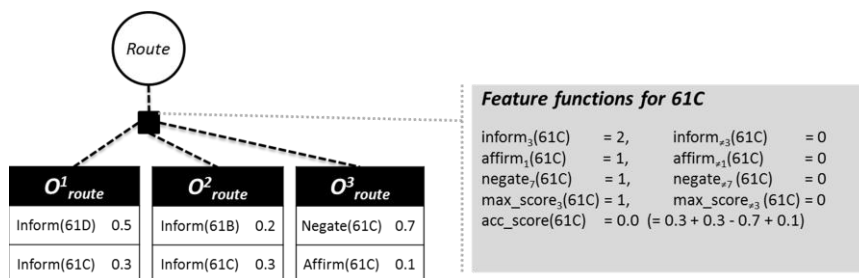 Route
O¹route O²route O³route
Inform(61D) 0.5 Inform(61B) 0.2 Negate(61C) 0.7
Inform(61C) 0.3 Inform(61C) 0.3 Affirm(61C) 0.1
Feature functions for 61C
inform₃(61C) = 2, inform≠₃(61C) = 0
affirm₁(61C) = 1, affirm≠₁(61C) = 0
negate₇(61C) = 1, negate≠₇ (61C) = 0
max_score₃(61C) = 1, max_score≠₃ (61C) = 0
acc_score(61C) = 0.0 (= 0.3 + 0.3 - 0.7 + 0.1)